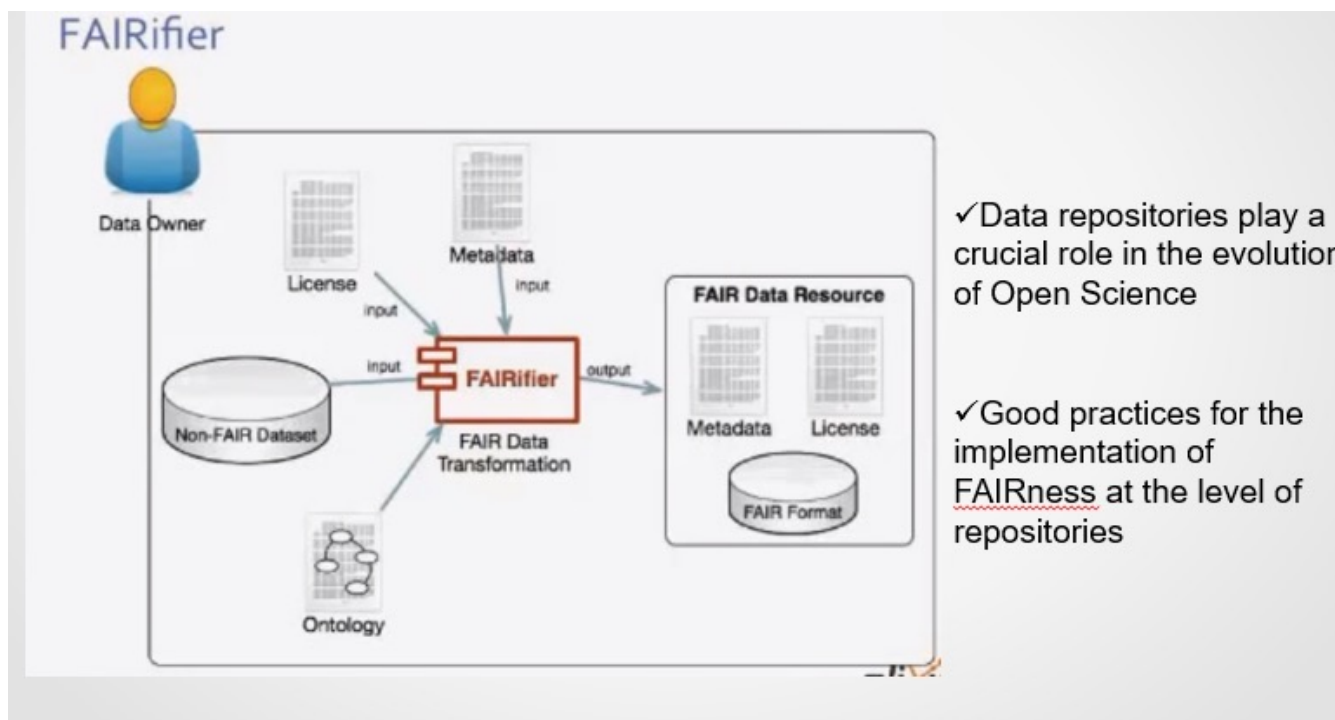 FAIRifier
Data Owner
License
Metadata
input
input
input
Non-FAIR Dataset
FAIRifier
FAIR Data
Transformation
output
Ontology
FAIR Data Resource
Metadata
License
FAIR Format
✓Data repositories play a
crucial role in the evolution
of Open Science
✓Good practices for the
implementation of
FAIRness at the level of
repositories